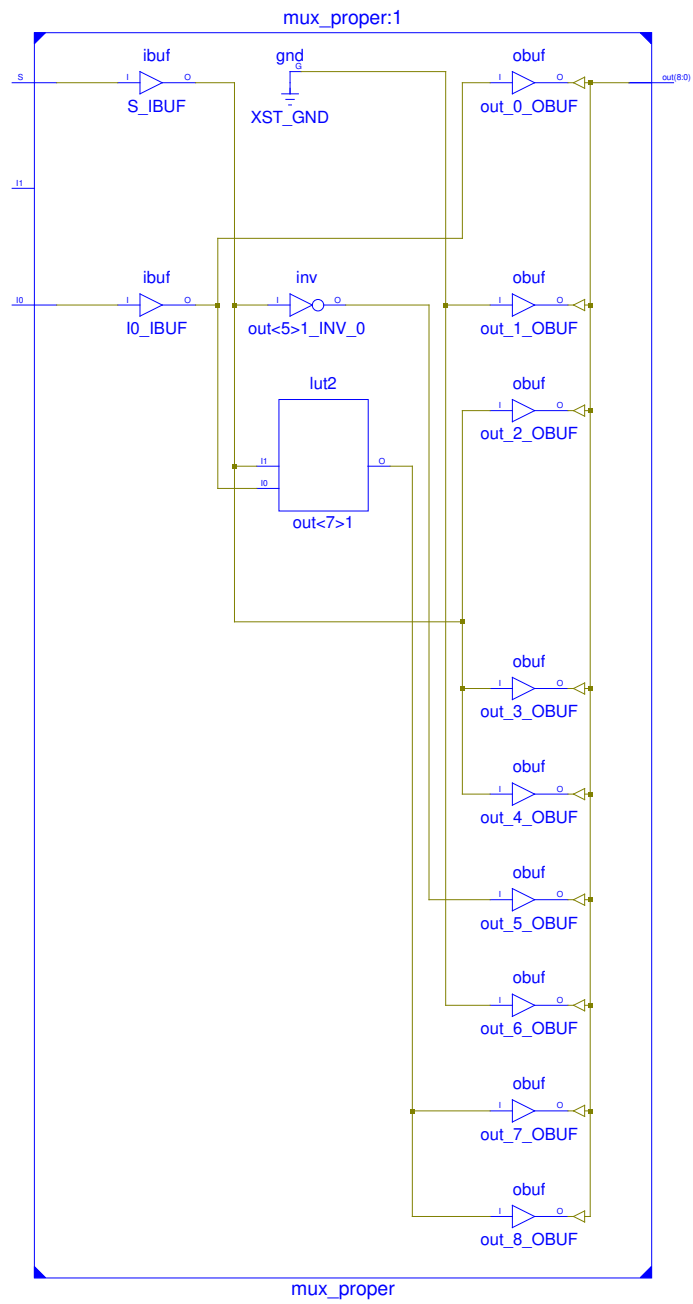 mux_proper:1
ibuf
gnd
obuf
S
I
O
G
I
O
out(8:0)
S_IBUF
XST_GND
out_0_OBUF
I1
ibuf
inv
obuf
I0
I
O
I
O
I
O
I0_IBUF
out<5>1_INV_0
out_1_OBUF
lut2
obuf
I
O
out_2_OBUF
I1
O
I0
out<7>1
obuf
I
O
out_3_OBUF
obuf
I
O
out_4_OBUF
obuf
I
O
out_5_OBUF
obuf
I
O
out_6_OBUF
obuf
I
O
out_7_OBUF
obuf
I
O
out_8_OBUF
mux_proper